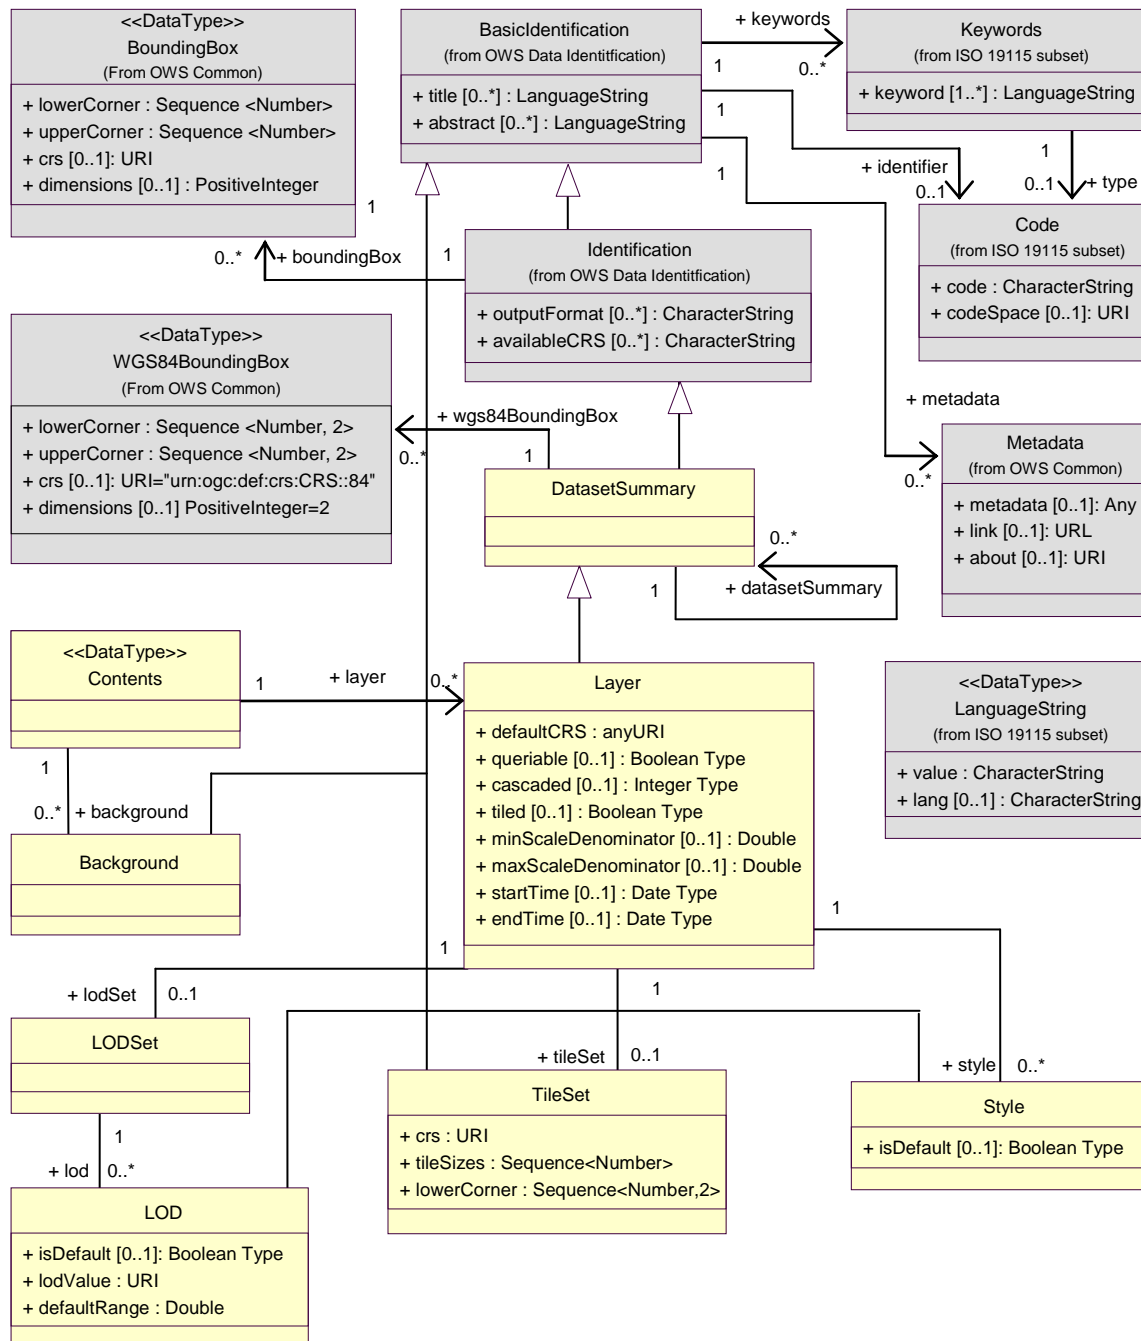 <<DataType>>
BoundingBox
(From OWS Common)
+ lowerCorner : Sequence <Number>
+ upperCorner : Sequence <Number>
+ crs [0..1]: URI
+ dimensions [0..1] : PositiveInteger
BasicIdentification
(from OWS Data Identitfication)
+ title [0..*] : LanguageString
+ abstract [0..*] : LanguageString
+ keywords
1
0..*
Keywords
(from ISO 19115 subset)
+ keyword [1..*] : LanguageString
1
+ identifier
0..1
1
0..1
+ type
1
Code
(from ISO 19115 subset)
+ code : CharacterString
+ codeSpace [0..1]: URI
1
0..*
+ boundingBox
1
Identification
(from OWS Data Identitfication)
+ outputFormat [0..*] : CharacterString
+ availableCRS [0..*] : CharacterString
<<DataType>>
WGS84BoundingBox
(From OWS Common)
+ lowerCorner : Sequence <Number, 2>
+ upperCorner : Sequence <Number, 2>
+ crs [0..1]: URI="urn:ogc:def:crs:CRS::84"
+ dimensions [0..1] PositiveInteger=2
+ wgs84BoundingBox
0..*
1
+ metadata
0..*
Metadata
(from OWS Common)
+ metadata [0..1]: Any
+ link [0..1]: URL
+ about [0..1]: URI
DatasetSummary
0..*
1
+ datasetSummary
<<DataType>>
Contents
1
+ layer
0..*
Layer
+ defaultCRS : anyURI
+ queriable [0..1] : Boolean Type
+ cascaded [0..1] : Integer Type
+ tiled [0..1] : Boolean Type
+ minScaleDenominator [0..1] : Double
+ maxScaleDenominator [0..1] : Double
+ startTime [0..1] : Date Type
+ endTime [0..1] : Date Type
<<DataType>>
LanguageString
(from ISO 19115 subset)
+ value : CharacterString
+ lang [0..1] : CharacterString
1
0..*
+ background
Background
1
+ lodSet
0..1
LODSet
1
+ tileSet
0..1
1
+ style
0..*
TileSet
+ crs : URI
+ tileSizes : Sequence<Number>
+ lowerCorner : Sequence<Number,2>
Style
+ isDefault [0..1]: Boolean Type
1
+ lod
0..*
LOD
+ isDefault [0..1]: Boolean Type
+ lodValue : URI
+ defaultRange : Double